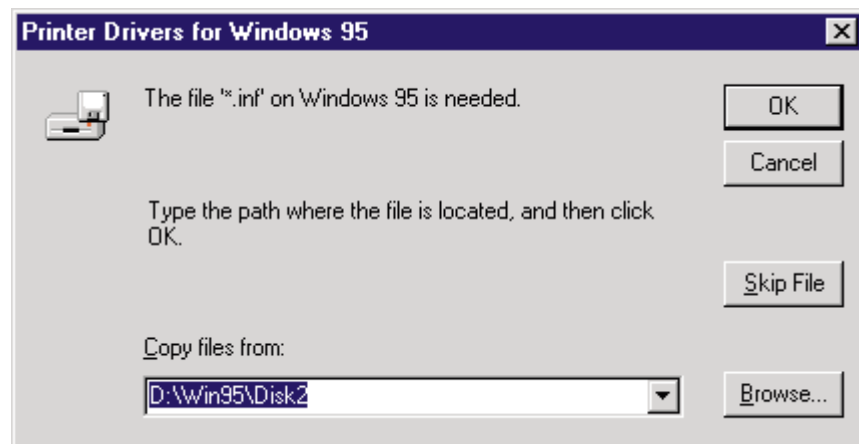 Printer Drivers for Windows 95
The file '*.inf' on Windows 95 is needed.
OK
Cancel
Type the path where the file is located, and then click
OK.
Skip File
Copy files from:
D:\Win95\Disk2
Browse...